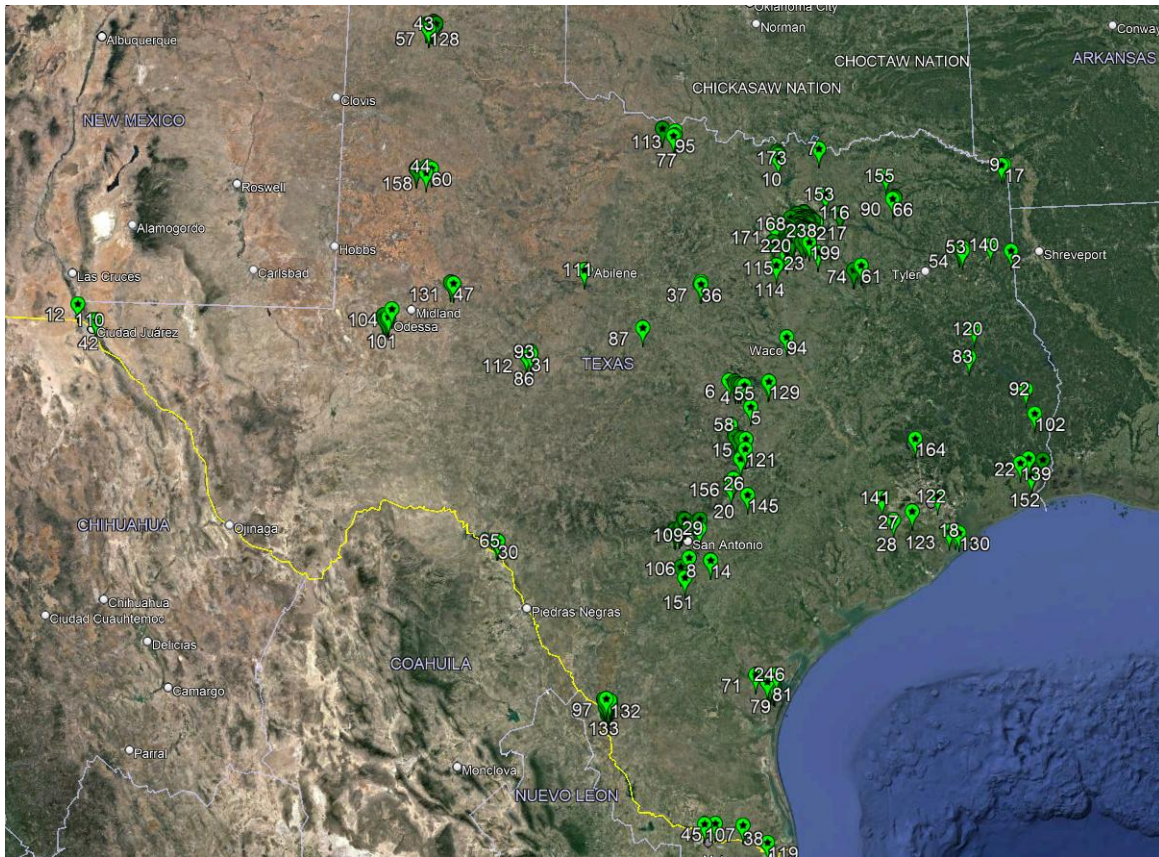 Oklahoma City
43
Norman
Conway
57 128
Albuquerque
ARKANSAS
CHOCTAW NATION
CHICKASAW NATION
Clovis
NEW MEXICO
113 95
77
7
173
10
44
158 60
9
17
155
Roswell
153
90 66
116
168
Alamogordo
238 217
171
220 199
Hobbs
53 140
23
54 2
Shreveport
Las Cruces
Carlsbad
111 Abilene
115
74 61
Tyler
114
131 47
37 36
12
110
104
Midland
Ciudad Juárez
Odessa
42
101
87
120
Waco 94
93
112 31
TEXAS
83
86
6
4 55 129
92
5
102
58
15
164
121
22 139
26
152
156
20 145
141
122
CHIHUAHUA
Ojinaga
27
109 29
28 123
18
65
San Antonio
130
30
106 8 14
151
Chihuahua
Piedras Negras
Ciudad Cuauhtemoc
Delicias
COAHUILA
71 246
Camargo
81
79
97 132
133
Parral
Monclova
NUEVO LEON
45 107 38
119